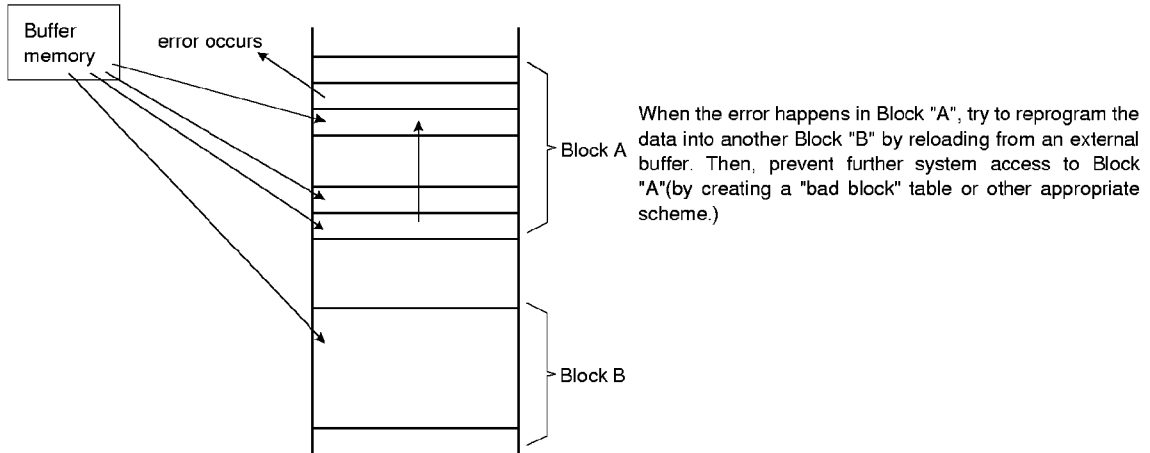 Buffer
memory
error occurs
Block A
When the error happens in Block "A", try to reprogram the
data into another Block "B" by reloading from an external
buffer. Then, prevent further system access to Block
"A"(by creating a "bad block" table or other appropriate
scheme.)
Block B